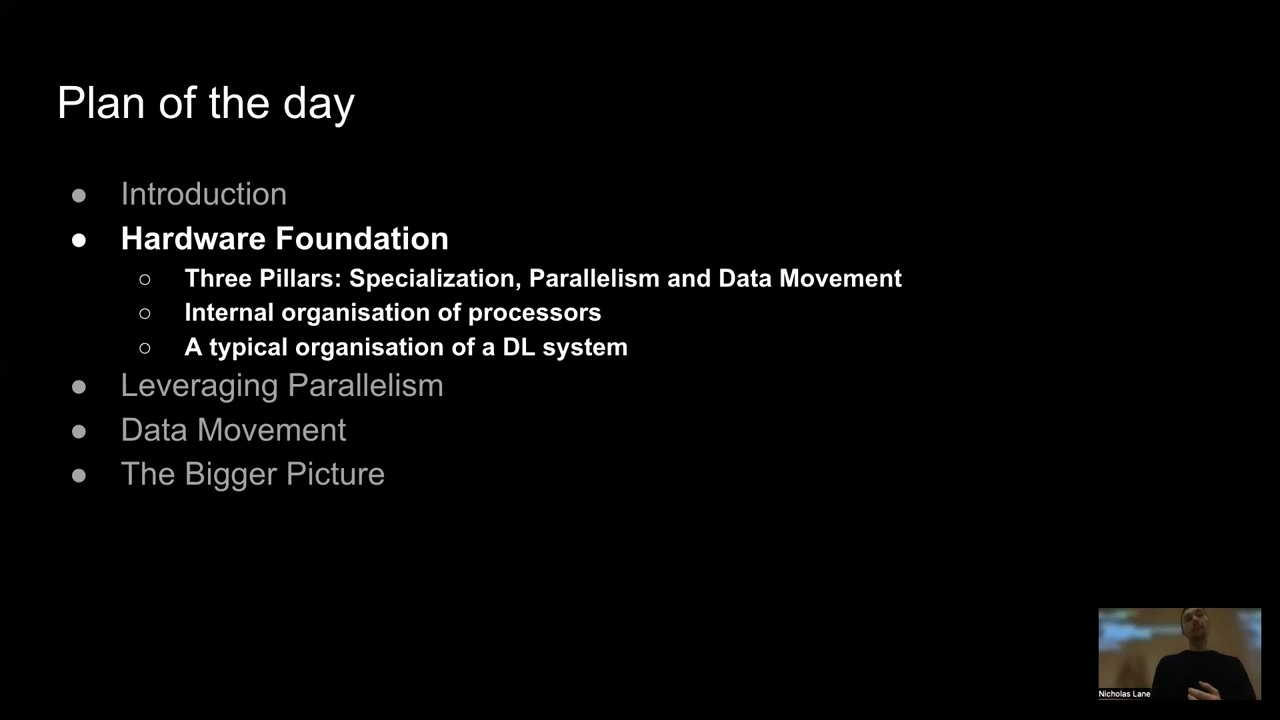 Plan of the day
● Introduction
● Hardware Foundation
○ Three Pillars: Specialization, Parallelism and Data Movement
○ Internal organisation of processors
○ A typical organisation of a DL system
● Leveraging Parallelism
● Data Movement
● The Bigger Picture
Nicholas Lane